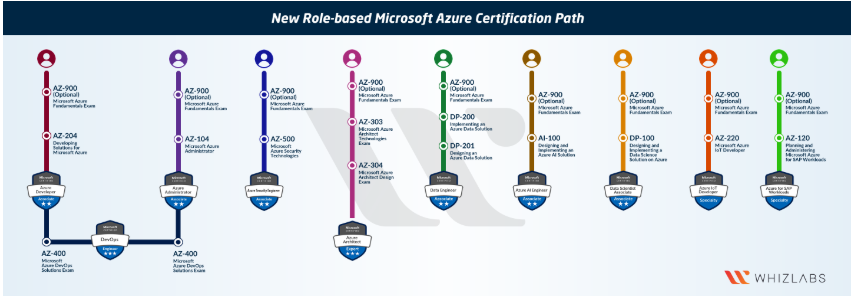 New Role-based Microsoft Azure Certification Path
AZ-900
(Optional)
Microsoft Azure
Fundamentals Exam
AZ-204
Developing
Solutions for
Microsoft Azure
Azure
Developer
Associate
AZ-400
Microsoft
Azure DevOps
Solutions Exam
DevOps
Engineer
AZ-900
(Optional)
Microsoft Azure
Fundamentals Exam
AZ-104
Microsoft Azure
Administrator
Azure
Administrator
Associate
AZ-400
Microsoft
Azure DevOps
Solutions Exam
AZ-900
(Optional)
Microsoft Azure
Fundamentals Exam
AZ-500
Microsoft Azure Security
Technologies
Azure Security Engineer
Associate
AZ-900
(Optional)
Microsoft Azure
Fundamentals Exam
AZ-303
Microsoft Azure
Architect
Technologies
Exam
AZ-304
Microsoft Azure
Architect Design
Exam
Azure
Architect
Expert
AZ-900
(Optional)
Microsoft Azure
Fundamentals Exam
DP-200
Implementing an
Azure Data Solution
DP-201
Designing an
Azure Data Solution
Data Engineer
Associate
AZ-900
(Optional)
Microsoft Azure
Fundamentals Exam
AI-100
Designing and
Implementing an
Azure AI Solution
Azure AI Engineer
Associate
AZ-900
(Optional)
Microsoft Azure
Fundamentals Exam
DP-100
Designing and
Implementing a
Data Science
Solution on Azure
Data Scientist
Associate
Associate
AZ-900
(Optional)
Microsoft Azure
Fundamentals Exam
AZ-220
Microsoft Azure
IoT Developer
Azure IoT
Developer
Specialty
AZ-900
(Optional)
Microsoft Azure
Fundamentals Exam
AZ-120
Planning and
Administering
Microsoft Azure
for SAP Workloads
Azure for SAP
Workloads
Specialty
WHIZLABS